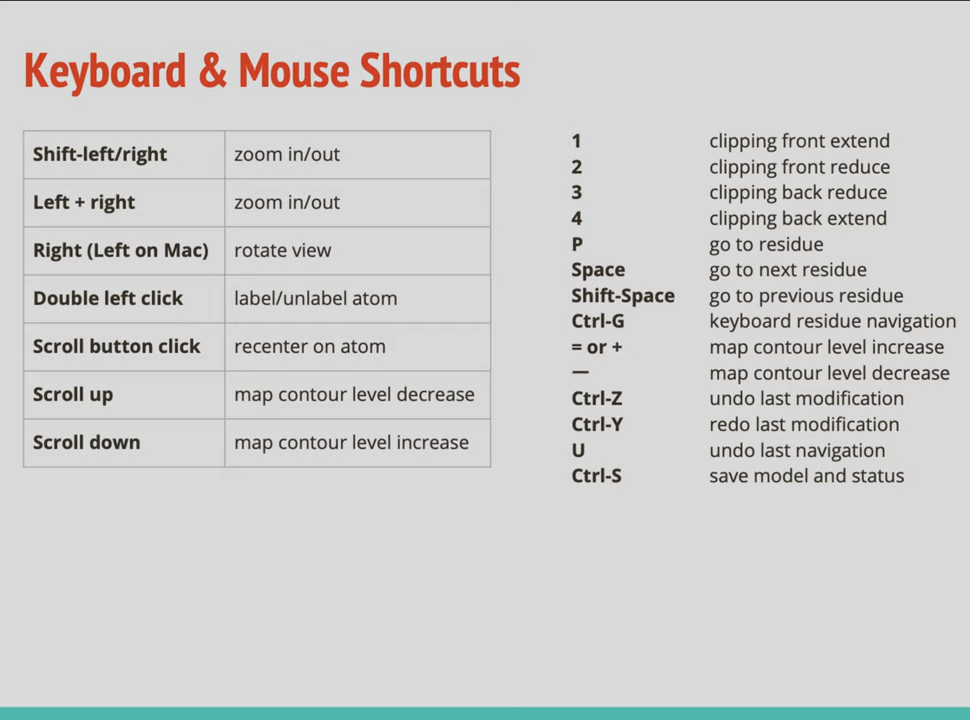 Keyboard & Mouse Shortcuts
Shift-left/right zoom in/out
Left + right zoom in/out
Right (Left on Mac) rotate view
Double left click label/unlabel atom
Scroll button click recenter on atom
Scroll up map contour level decrease
Scroll down map contour level increase
1 clipping front extend
2 clipping front reduce
3 clipping back reduce
4 clipping back extend
P go to residue
Space go to next residue
Shift-Space go to previous residue
Ctrl-G keyboard residue navigation
= or + map contour level increase
— map contour level decrease
Ctrl-Z undo last modification
Ctrl-Y redo last modification
U undo last navigation
Ctrl-S save model and status